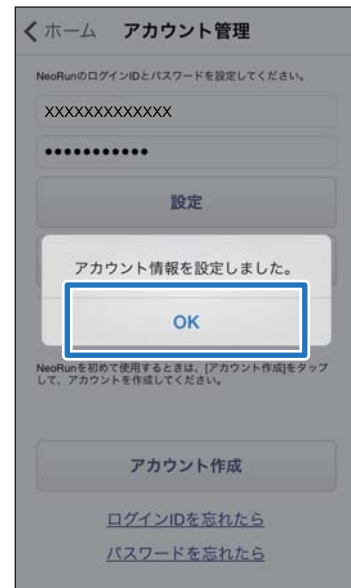 ホーム アカウント管理
NeoRunのログインIDとパスワードを設定してください。
XXXXXXXXXXXXX
●●●●●●●●●●●
設定
アカウント情報を設定しました。
OK
NeoRunを初めて使用するときは、[アカウント作成]をタップ
して、アカウントを作成してください。
アカウント作成
ログインIDを忘れたら
パスワードを忘れたら